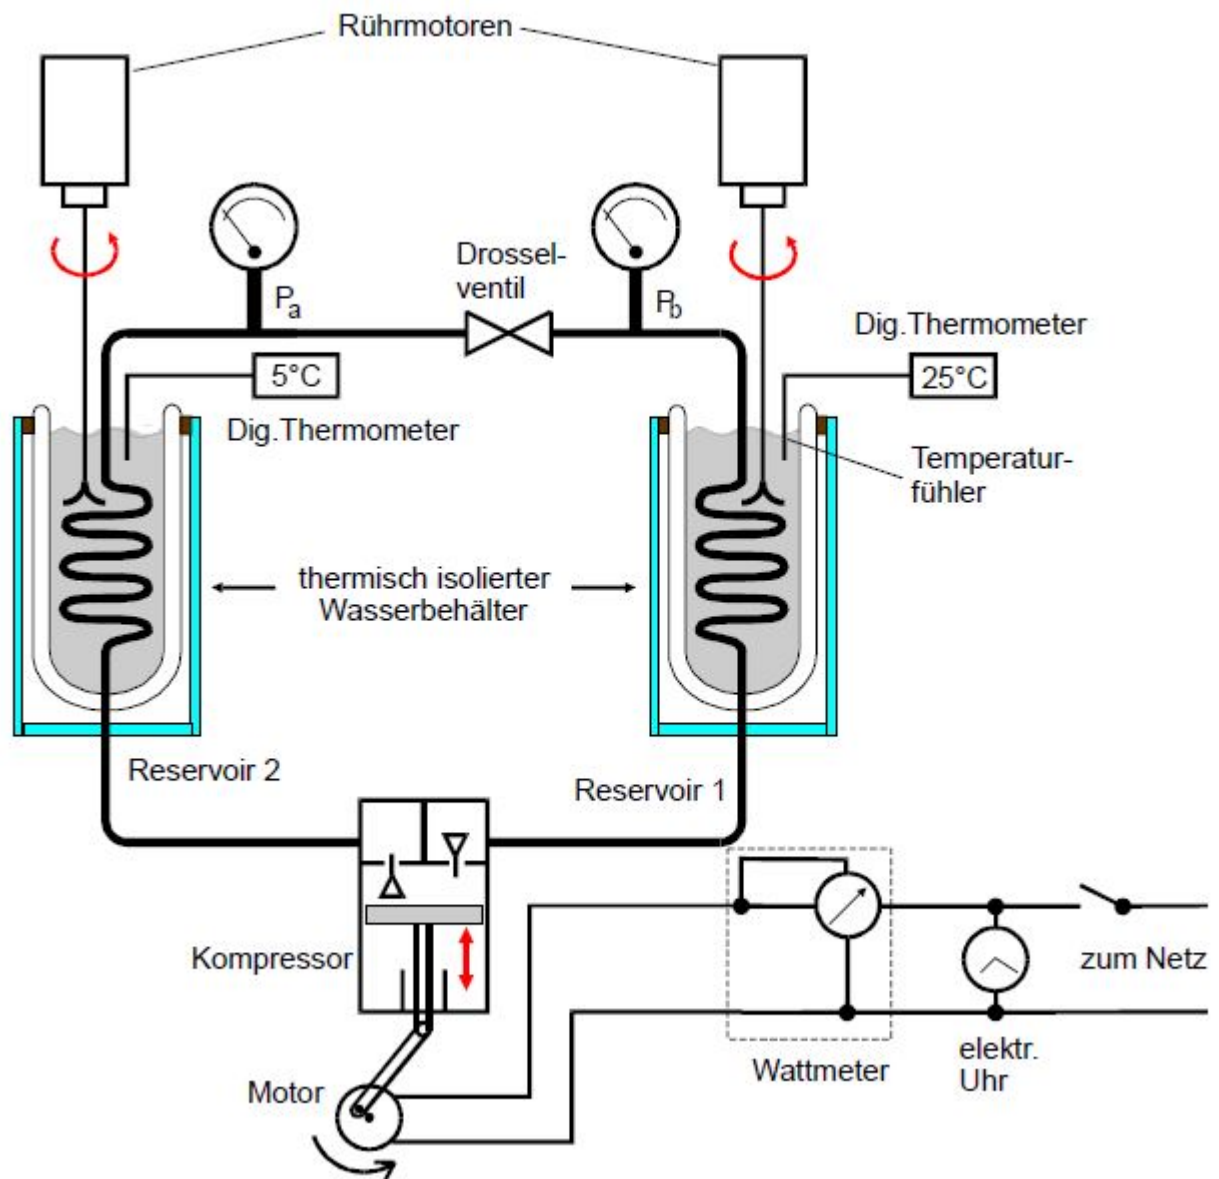 Rührmotoren
Drossel-
ventil
Pa
Pb
Dig.Thermometer
5°C
25°C
Dig.Thermometer
Temperatur-
fühler
thermisch isolierter
Wasserbehälter
Reservoir 2
Reservoir 1
Kompressor
zum Netz
Wattmeter
elektr.
Uhr
Motor